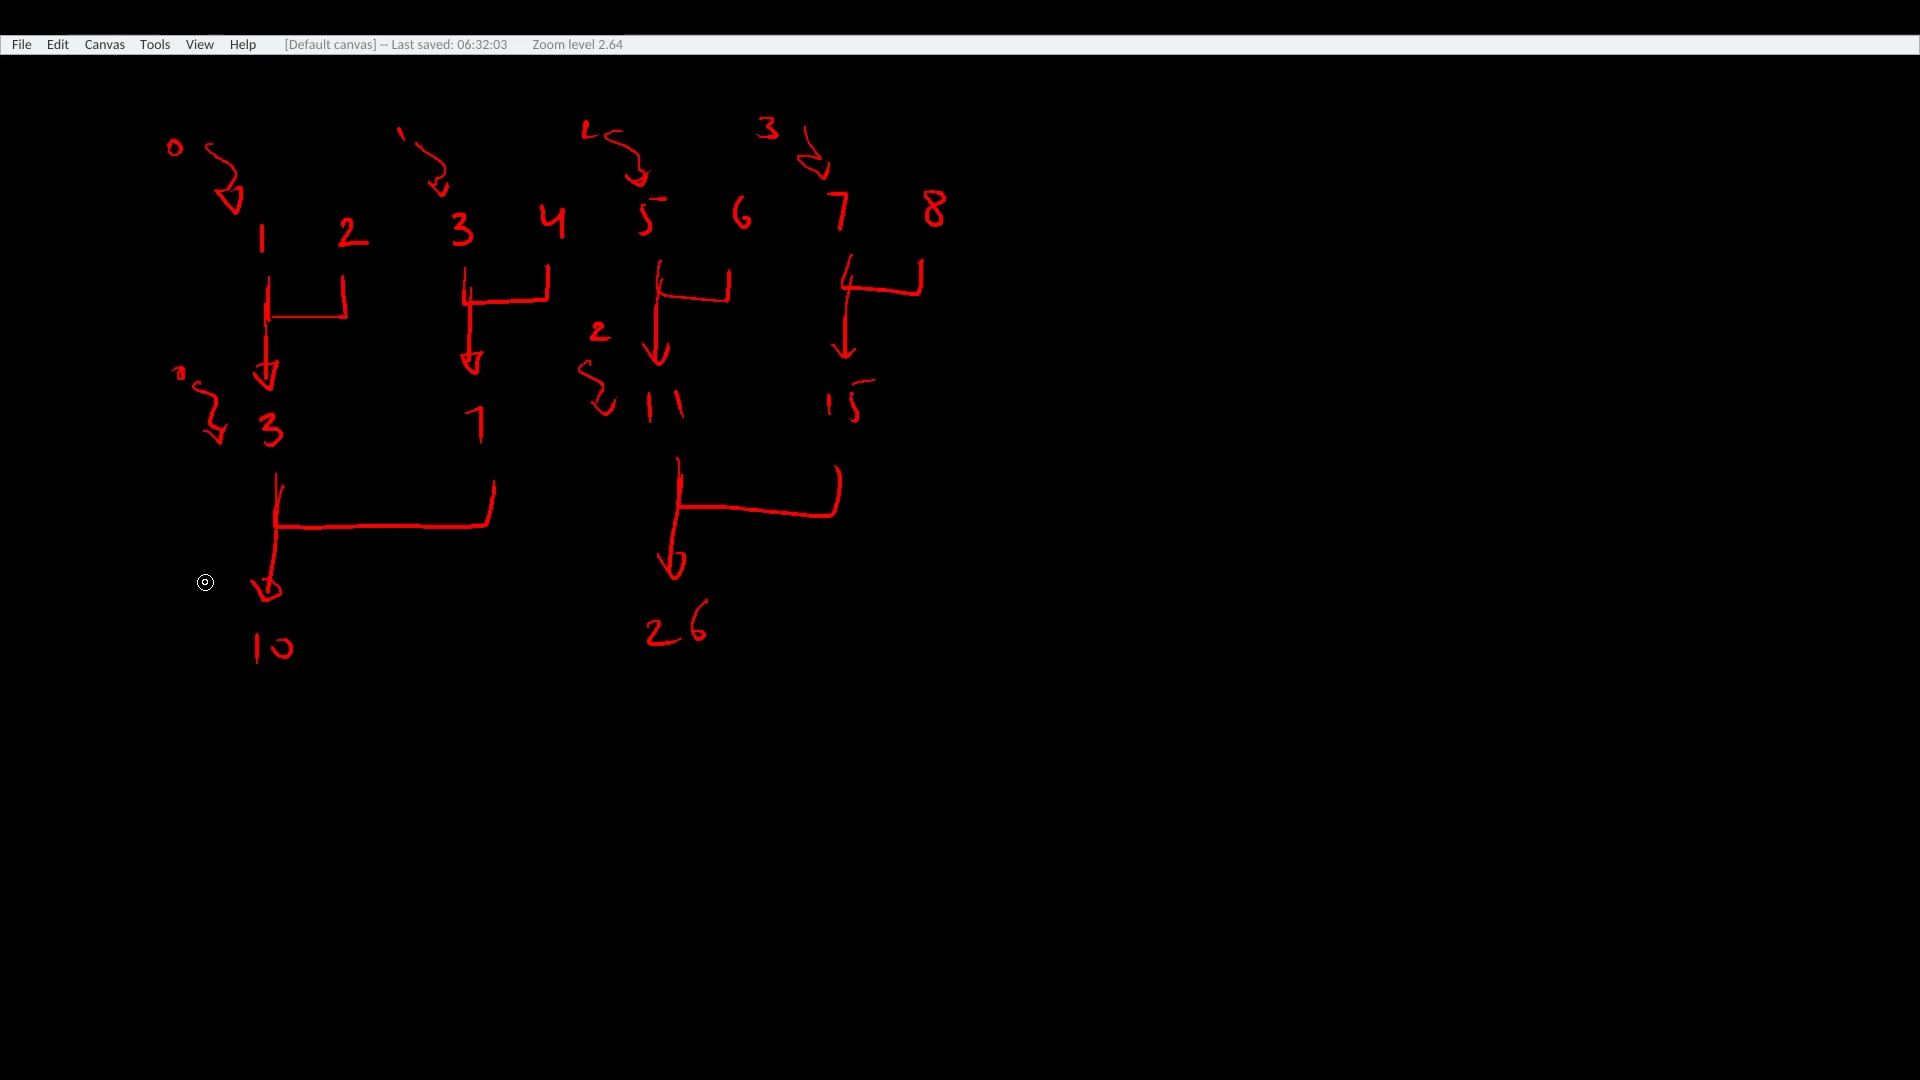 File Edit Canvas Tools View Help [Default canvas] -- Last saved: 06:32:03 Zoom level 2.64
0 1 2 3
1 2 3 4 5 6 7 8
2
0
3 7 11 15
10 26